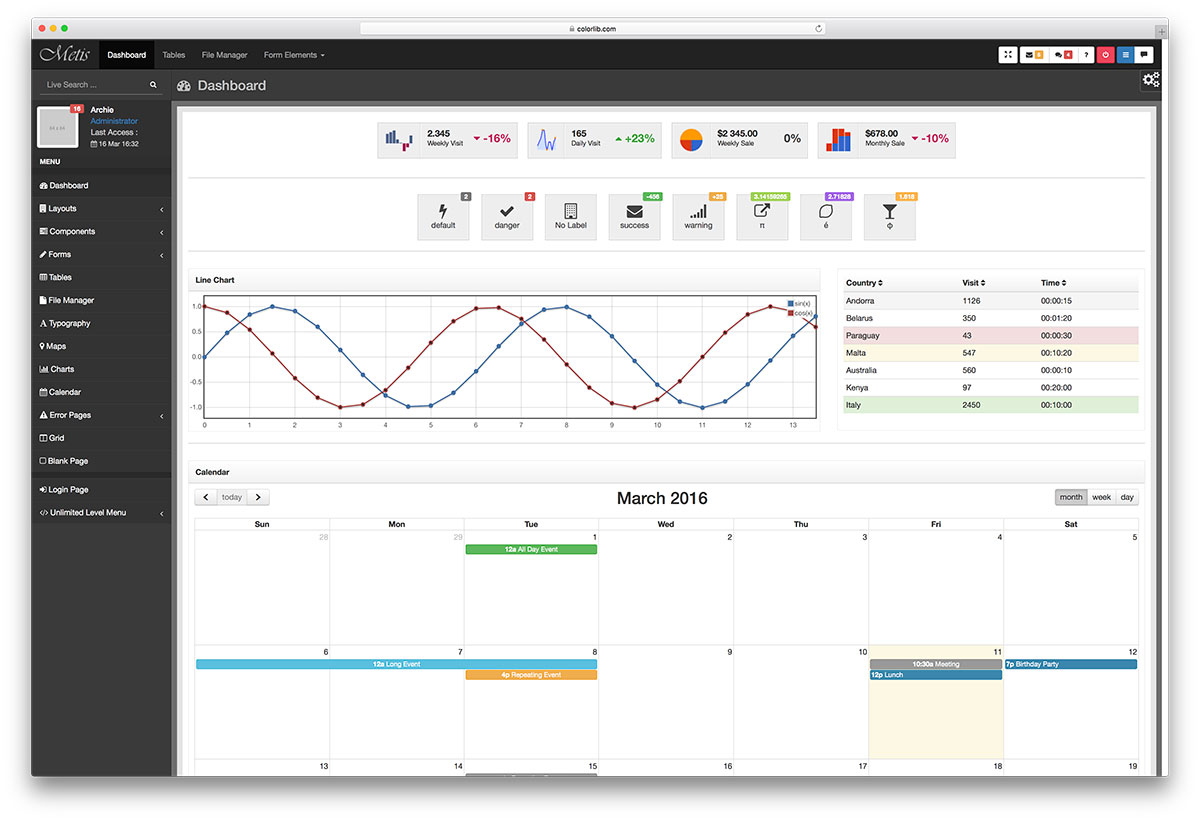 colorlib.com
Metis Dashboard Tables File Manager Form Elements
Live Search ...
Dashboard
16
Archie
Administrator
Last Access :
16 Mar 16:32
MENU
Dashboard
Layouts
Components
Forms
Tables
File Manager
Typography
Maps
Charts
Calendar
Error Pages
Grid
Blank Page
Login Page
Unlimited Level Menu
2.345 Weekly Visit -16%
165 Daily Visit +23%
$2 345.00 Weekly Sale 0%
$678.00 Monthly Sale -10%
2 default
2 danger
No Label
-456 success
+25 warning
3.14159265 π
2.71828 é
1.618 φ
Line Chart
sin(x)
cos(x)
1.0
0.5
0.0
-0.5
-1.0
0 1 2 3 4 5 6 7 8 9 10 11 12 13
Country Visit Time
Andorra 1126 00:00:15
Belarus 350 00:01:20
Paraguay 43 00:00:30
Malta 547 00:10:20
Australia 560 00:00:10
Kenya 97 00:20:00
Italy 2450 00:10:00
Calendar
today March 2016 month week day
Sun Mon Tue Wed Thu Fri Sat
28 29 1 2 3 4 5
12a All Day Event
6 7 8 9 10 11 12
12a Long Event 10:30a Meeting 7p Birthday Party
4p Repeating Event 12p Lunch
13 14 15 16 17 18 19